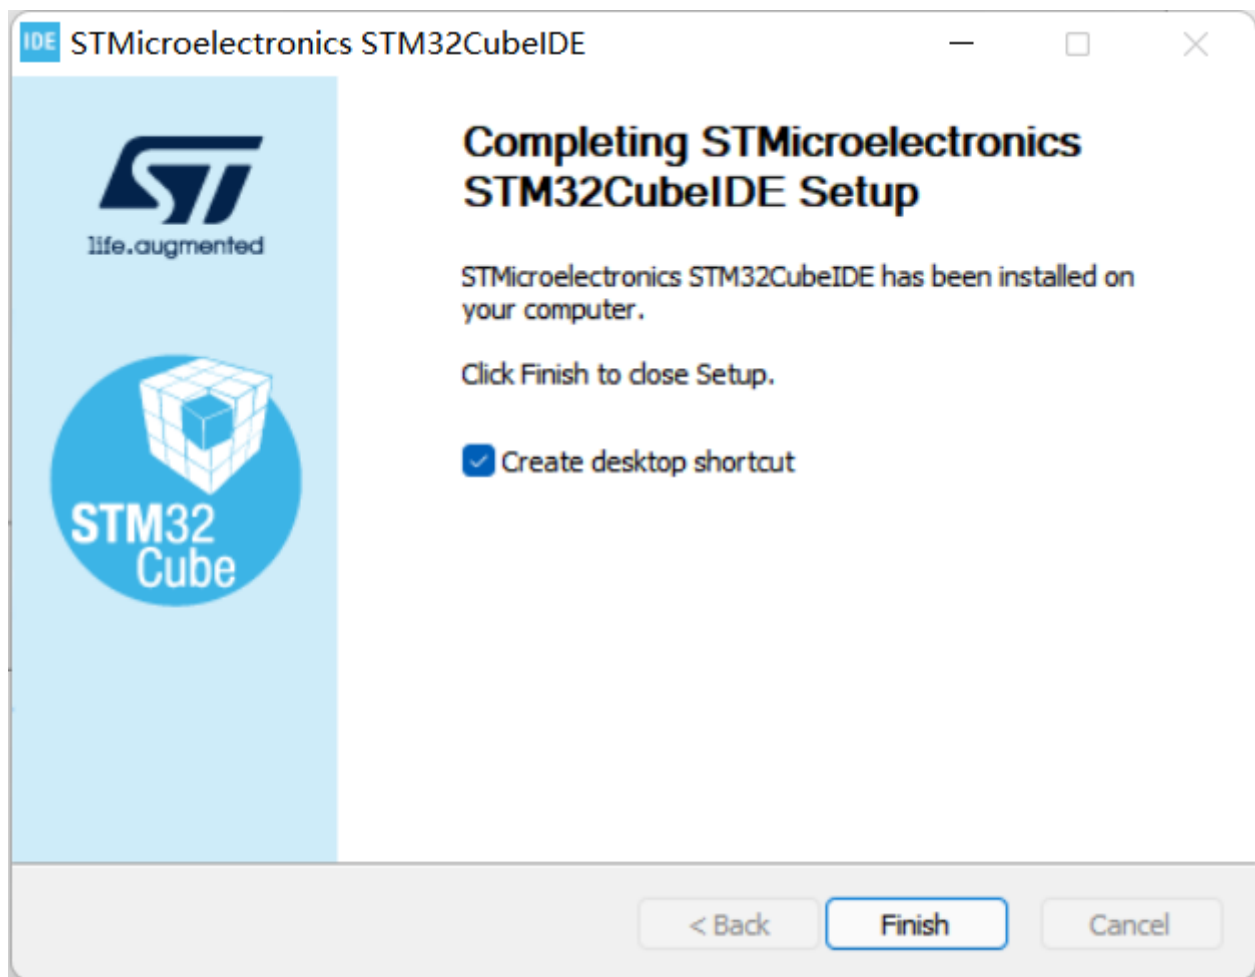 IDE STMicroelectronics STM32CubeIDE
life.augmented
STM32
Cube
Completing STMicroelectronics
STM32CubeIDE Setup
STMicroelectronics STM32CubeIDE has been installed on
your computer.
Click Finish to close Setup.
Create desktop shortcut
< Back Finish Cancel